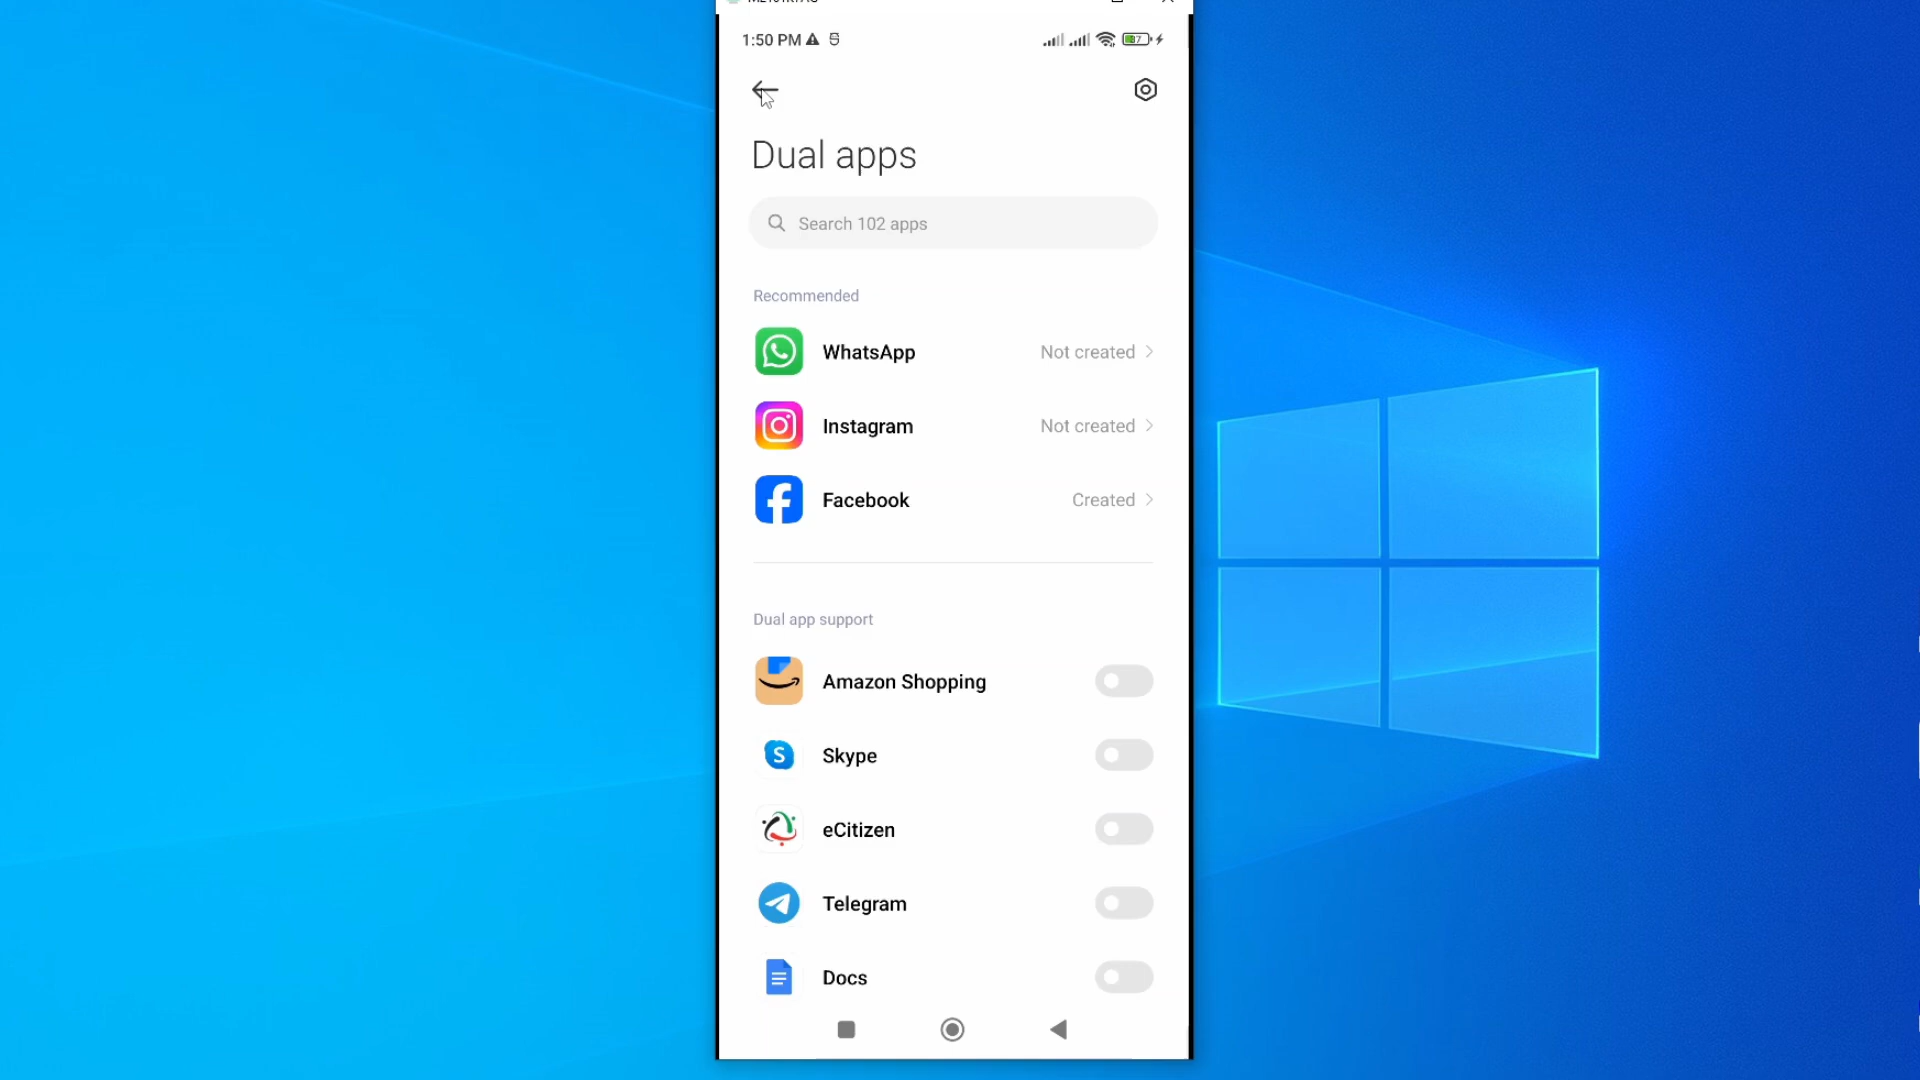 1:50 PM
Dual apps
Search 102 apps
Recommended
WhatsApp Not created
Instagram Not created
Facebook Created
Dual app support
Amazon Shopping
Skype
eCitizen
Telegram
Docs